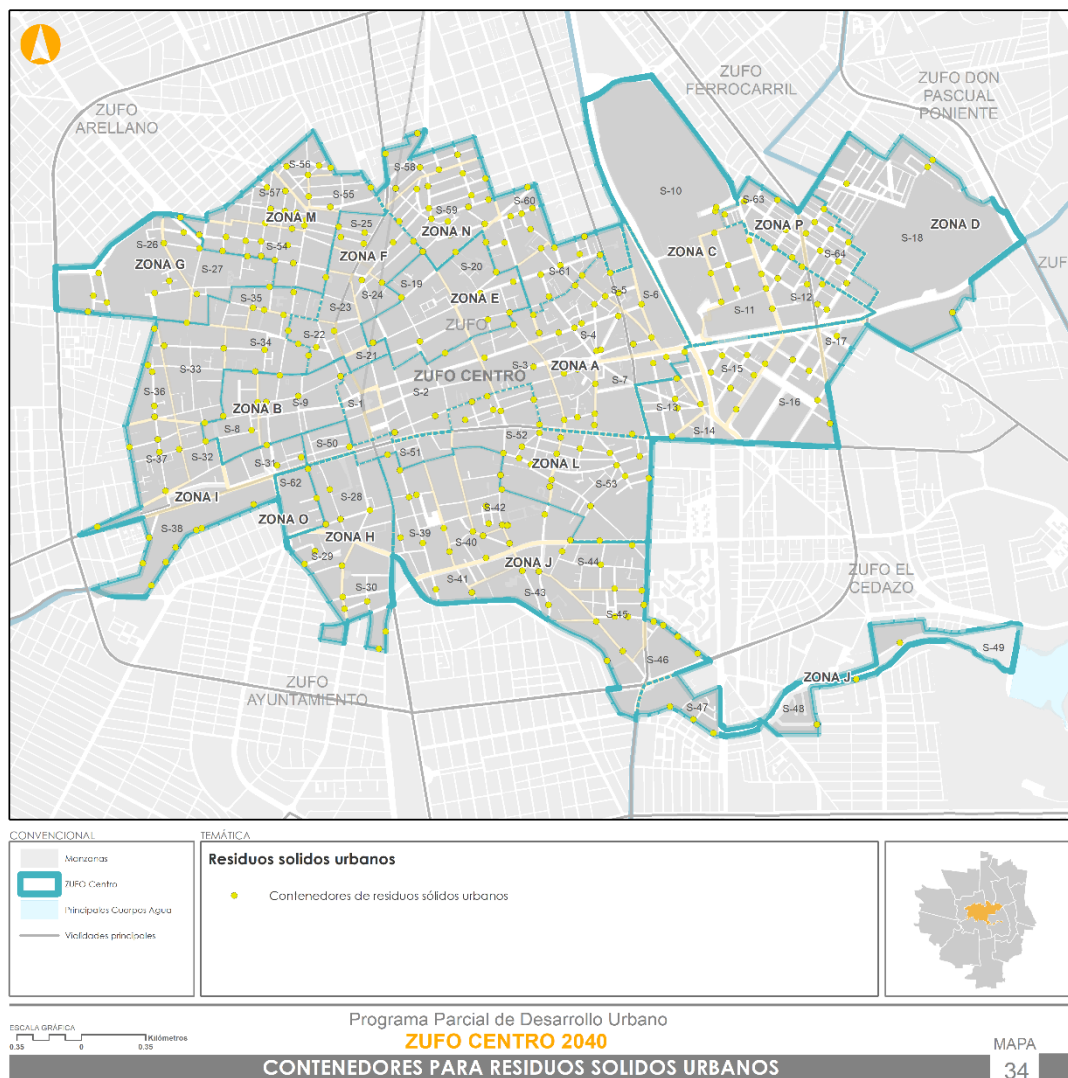 ZUFO
FERROCARRIL
ZUFO DON
PASCUAL
PONIENTE
ZUFO
ARELLANO
S-56
S-58
S-57
S-55
S-10
S-63
S-59
S-60
ZONA M
S-25
ZONA N
ZONA P
ZONA D
S-26
S-54
ZONA F
ZONA C
S-18
S-64
ZUF
ZONA G
S-27
S-20
S-61
S-19
S-24
S-5
S-6
S-35
S-23
ZONA E
S-12
S-11
ZUFO
S-22
S-4
S-17
S-34
S-21
S-33
S-3
ZONA A
S-15
ZUFO CENTRO
S-7
S-36
S-9
S-1
S-2
S-16
ZONA B
S-13
S-8
S-14
S-50
S-52
S-32
S-51
S-37
S-31
ZONA L
S-62
S-53
ZONA I
S-28
S-42
ZONA O
S-38
S-39
S-40
ZONA H
S-29
ZONA J
S-44
ZUFO EL
CEDAZO
S-30
S-41
S-43
S-45
S-49
S-46
ZONA J
ZUFO
AYUNTAMIENTO
S-47
S-48
CONVENCIONAL
Manzanas
ZUFO Centro
Principales Cuerpos Agua
Vialidades principales
TEMÁTICA
Residuos solidos urbanos
Contenedores de residuos sólidos urbanos
ESCALA GRÁFICA
Kilómetros
0.35 0 0.35
Programa Parcial de Desarrollo Urbano
ZUFO CENTRO 2040
CONTENEDORES PARA RESIDUOS SOLIDOS URBANOS
MAPA
34